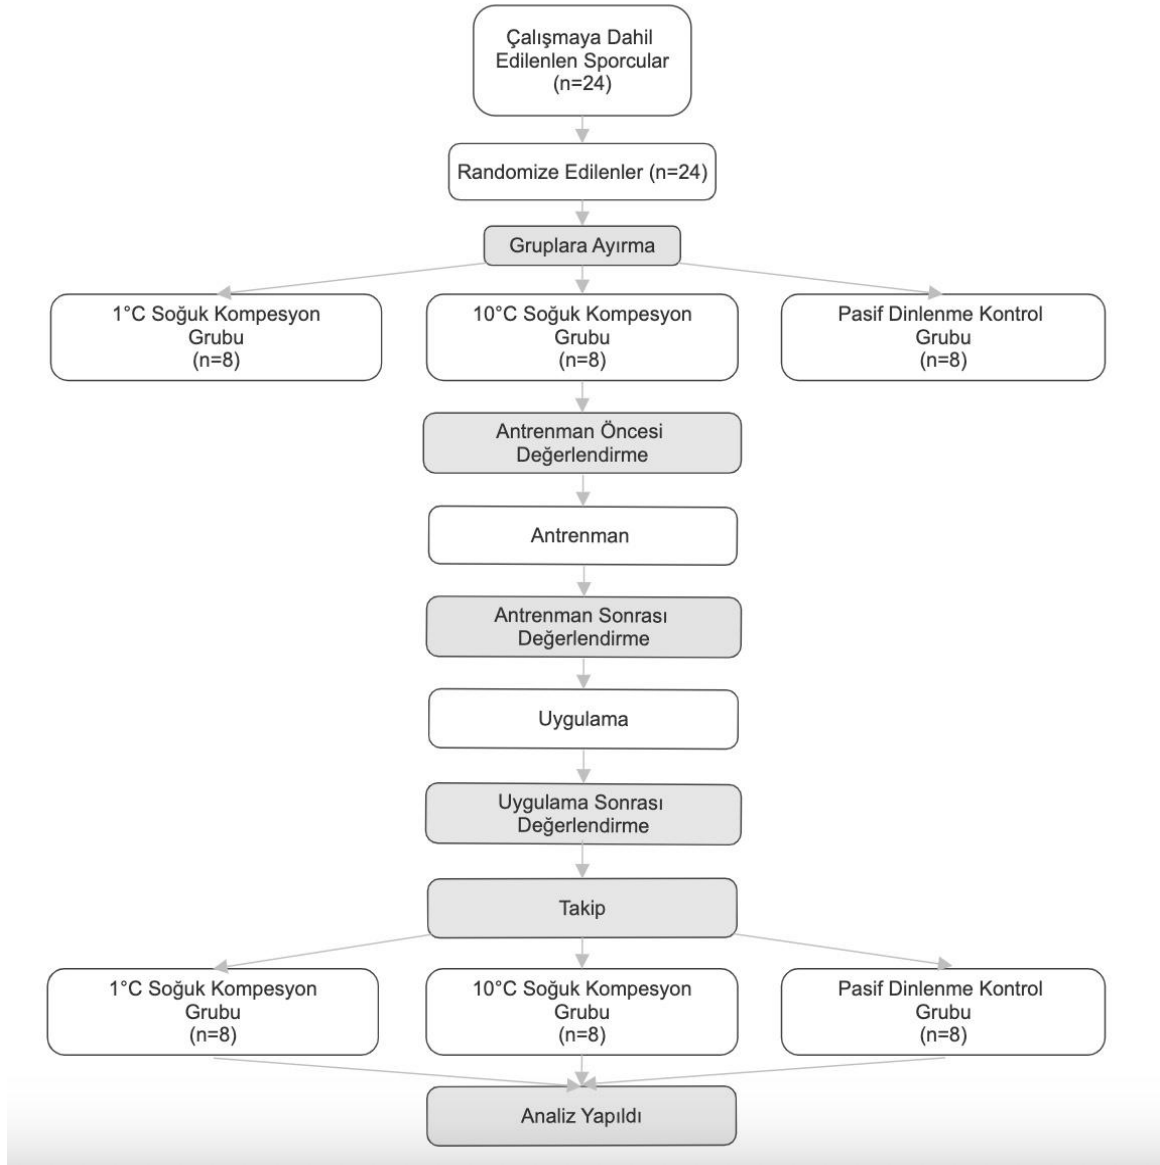 Çalışmaya Dahil
Edilenlen Sporcular
(n=24)
Randomize Edilenler (n=24)
Gruplara Ayırma
1°C Soğuk Kompesyon
Grubu
(n=8)
10°C Soğuk Kompesyon
Grubu
(n=8)
Pasif Dinlenme Kontrol
Grubu
(n=8)
Antrenman Öncesi
Değerlendirme
Antrenman
Antrenman Sonrası
Değerlendirme
Uygulama
Uygulama Sonrası
Değerlendirme
Takip
1°C Soğuk Kompesyon
Grubu
(n=8)
10°C Soğuk Kompesyon
Grubu
(n=8)
Pasif Dinlenme Kontrol
Grubu
(n=8)
Analiz Yapıldı